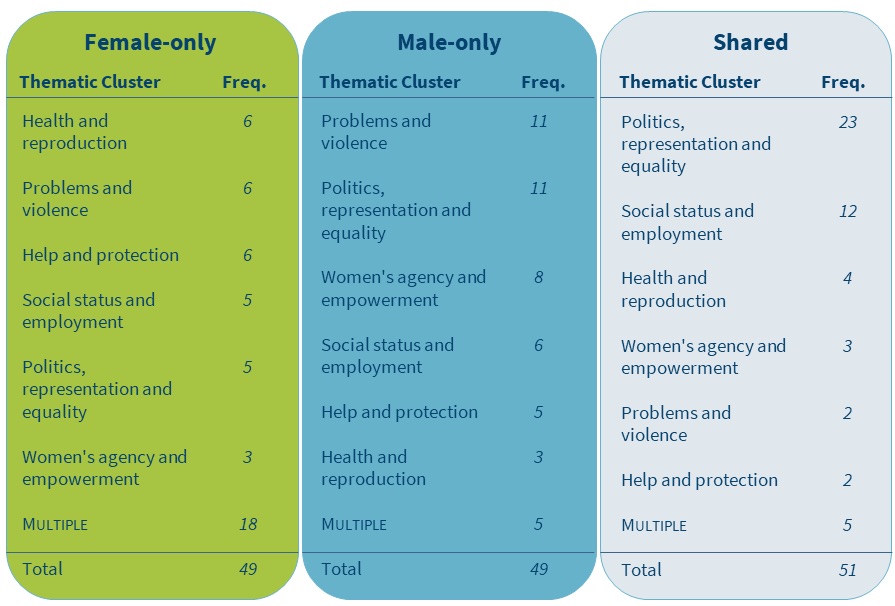 Female-only
Thematic Cluster Freq.
Health and 6
reproduction
Problems and 6
violence
Help and protection 6
Social status and 5
employment
Politics, 5
representation and
equality
Women's agency and 3
empowerment
MULTIPLE 18
Total 49
Male-only
Thematic Cluster Freq.
Problems and 11
violence
Politics, 11
representation and
equality
Women's agency and 8
empowerment
Social status and 6
employment
Help and protection 5
Health and 3
reproduction
MULTIPLE 5
Total 49
Shared
Thematic Cluster Freq.
Politics, 23
representation and
equality
Social status and 12
employment
Health and 4
reproduction
Women's agency and 3
empowerment
Problems and 2
violence
Help and protection 2
MULTIPLE 5
Total 51